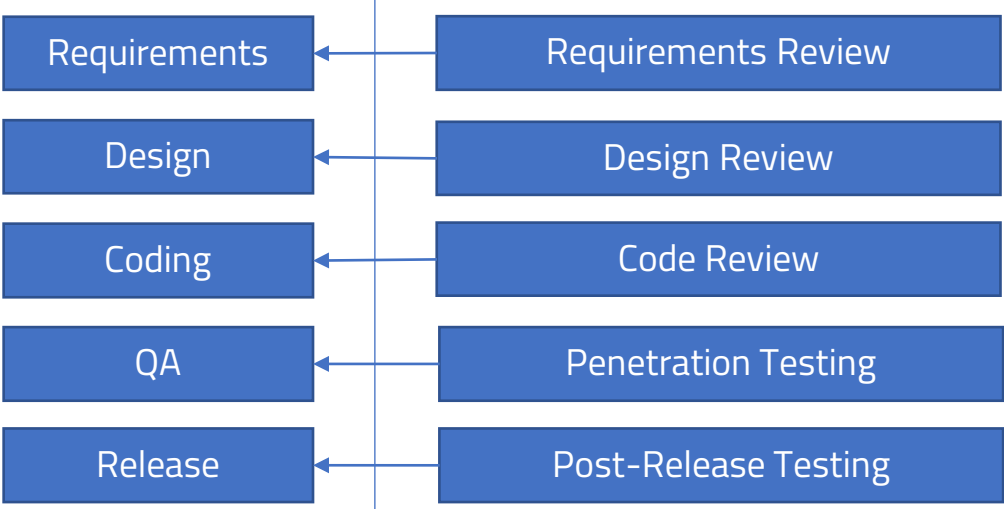 Requirements
Requirements Review
Design
Design Review
Coding
Code Review
QA
Penetration Testing
Release
Post-Release Testing